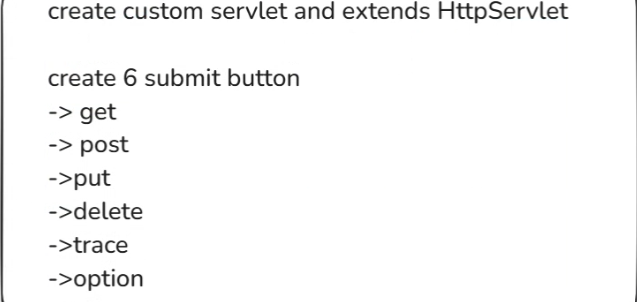 create custom servlet and extends HttpServlet
create 6 submit button
-> get
-> post
->put
->delete
->trace
->option